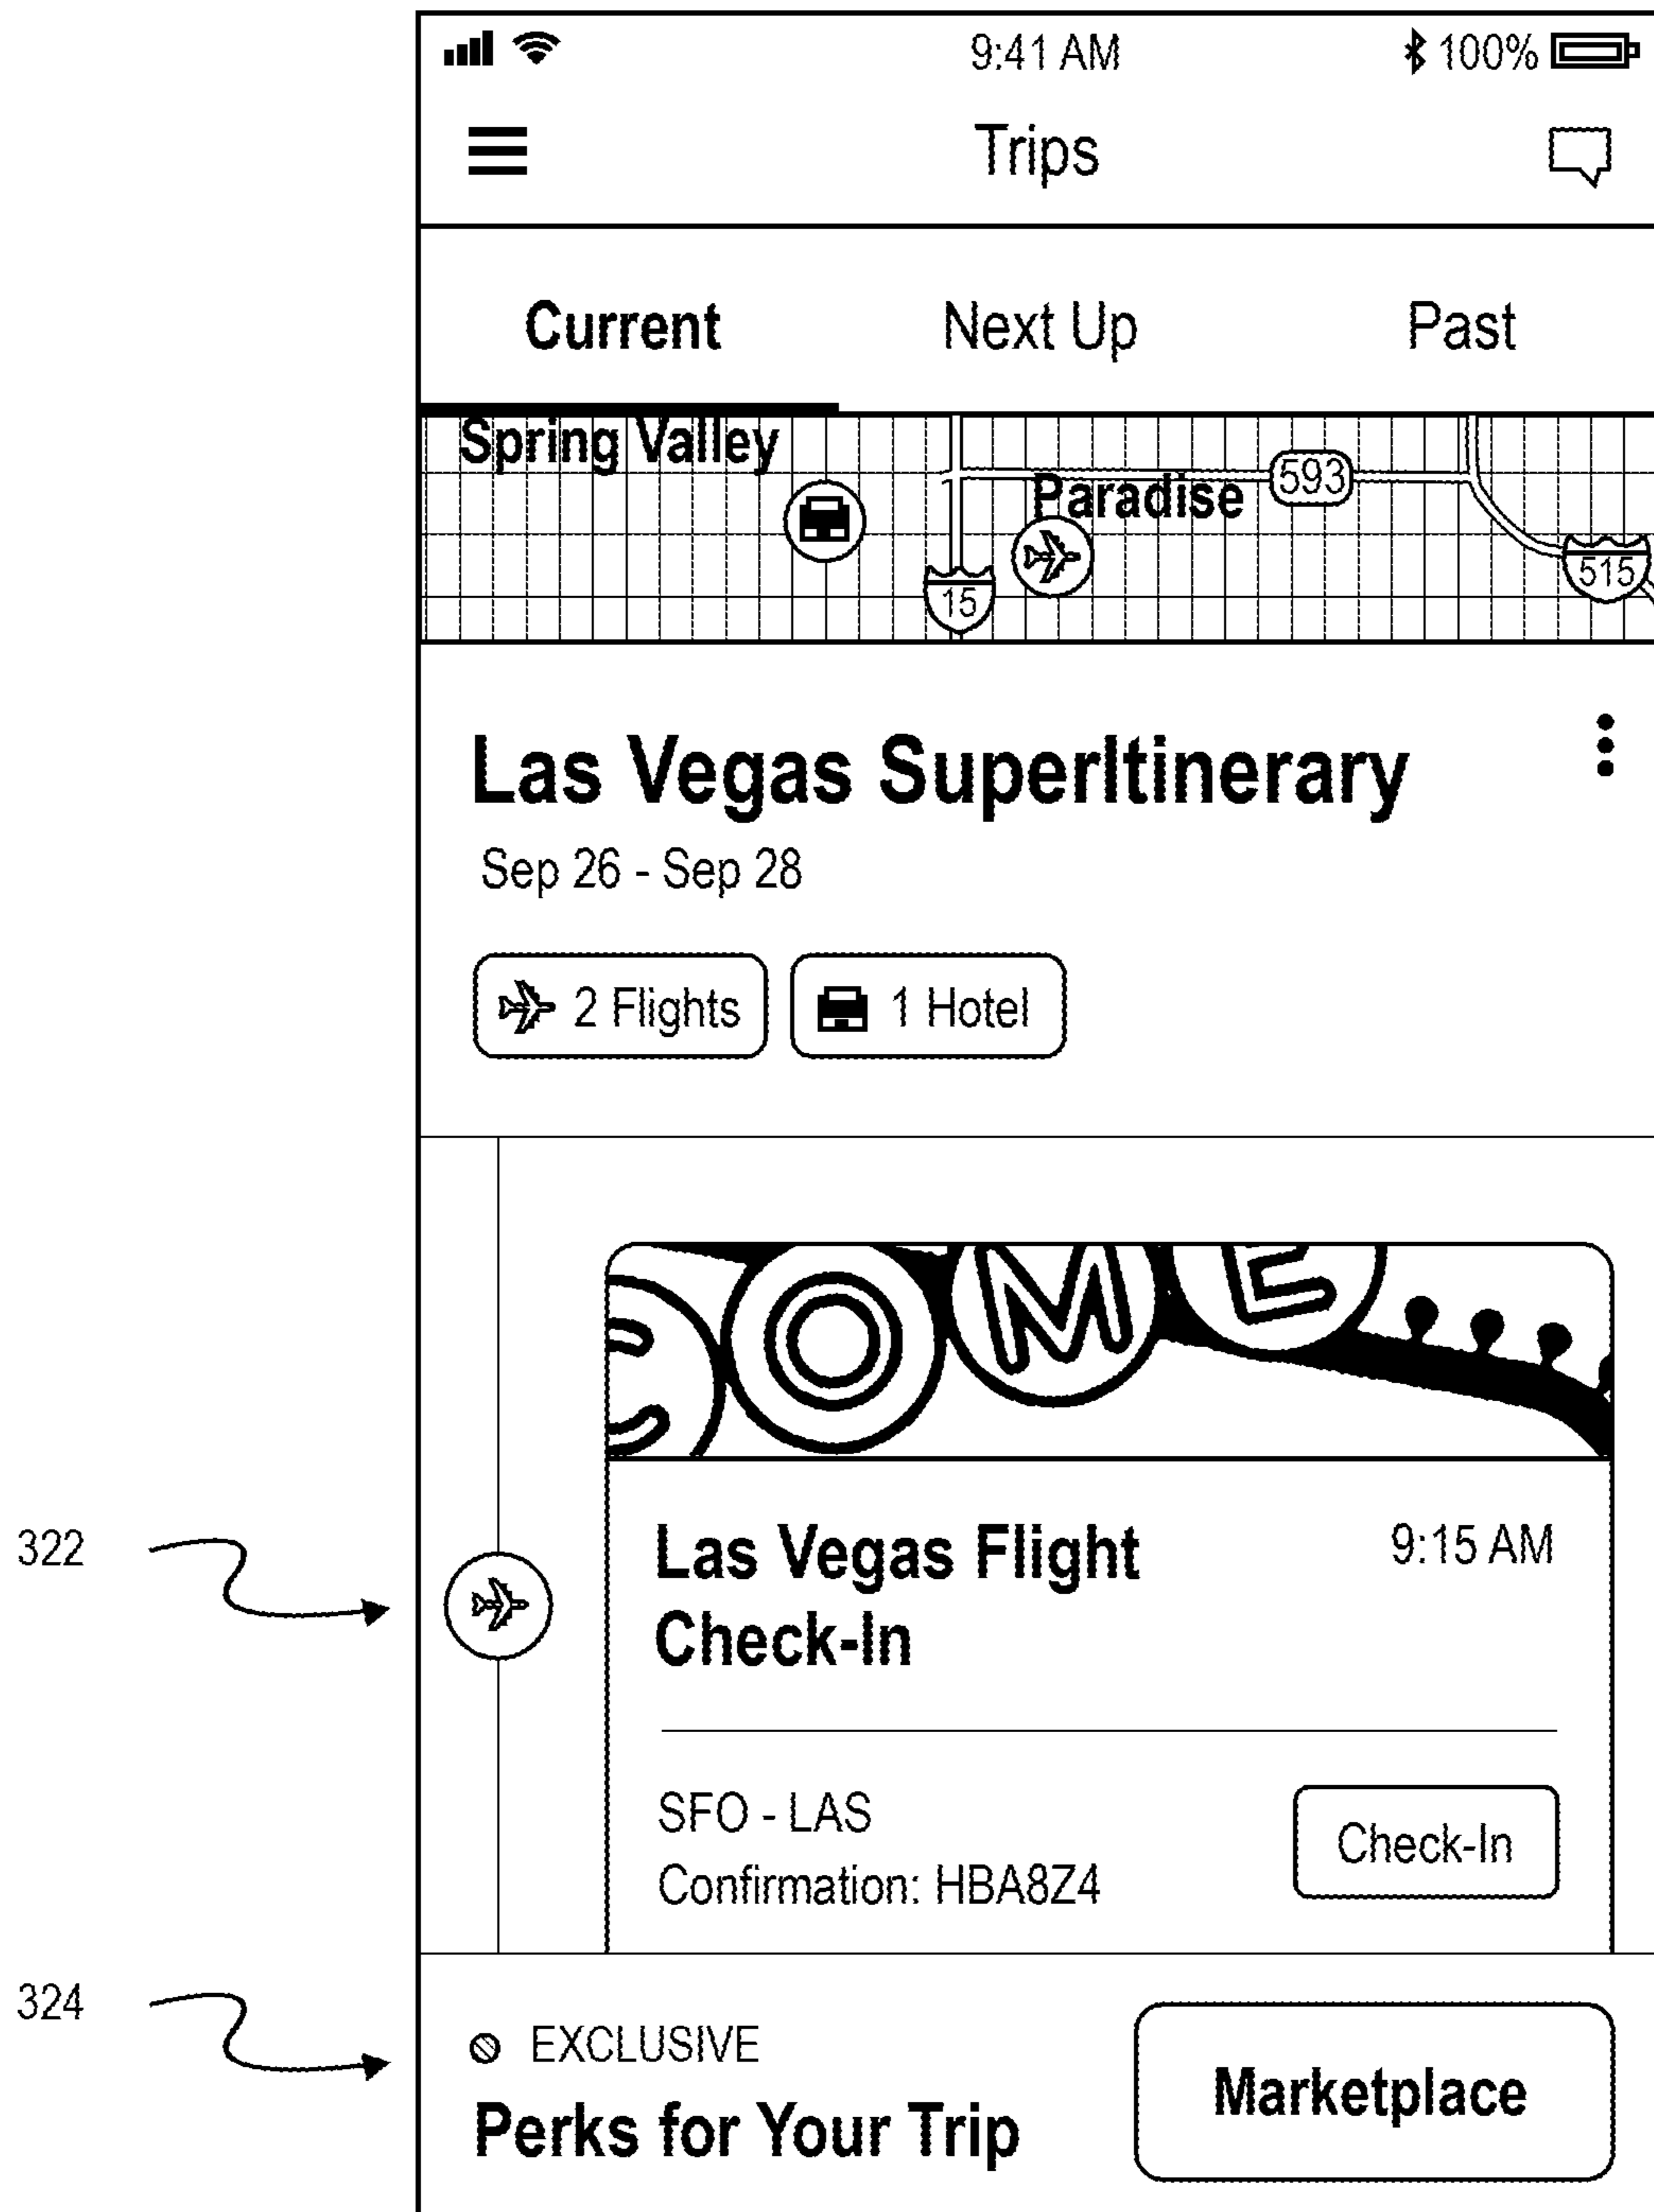 9:41 AM 100%
Trips
Current Next Up Past
Spring Valley
593
Paradise
515
15
Las Vegas SuperItinerary
Sep 26 - Sep 28
2 Flights 1 Hotel
COME
322
Las Vegas Flight 9:15 AM
Check-In
SFO - LAS
Check-In
Confirmation: HBA8Z4
324
EXCLUSIVE
Marketplace
Perks for Your Trip